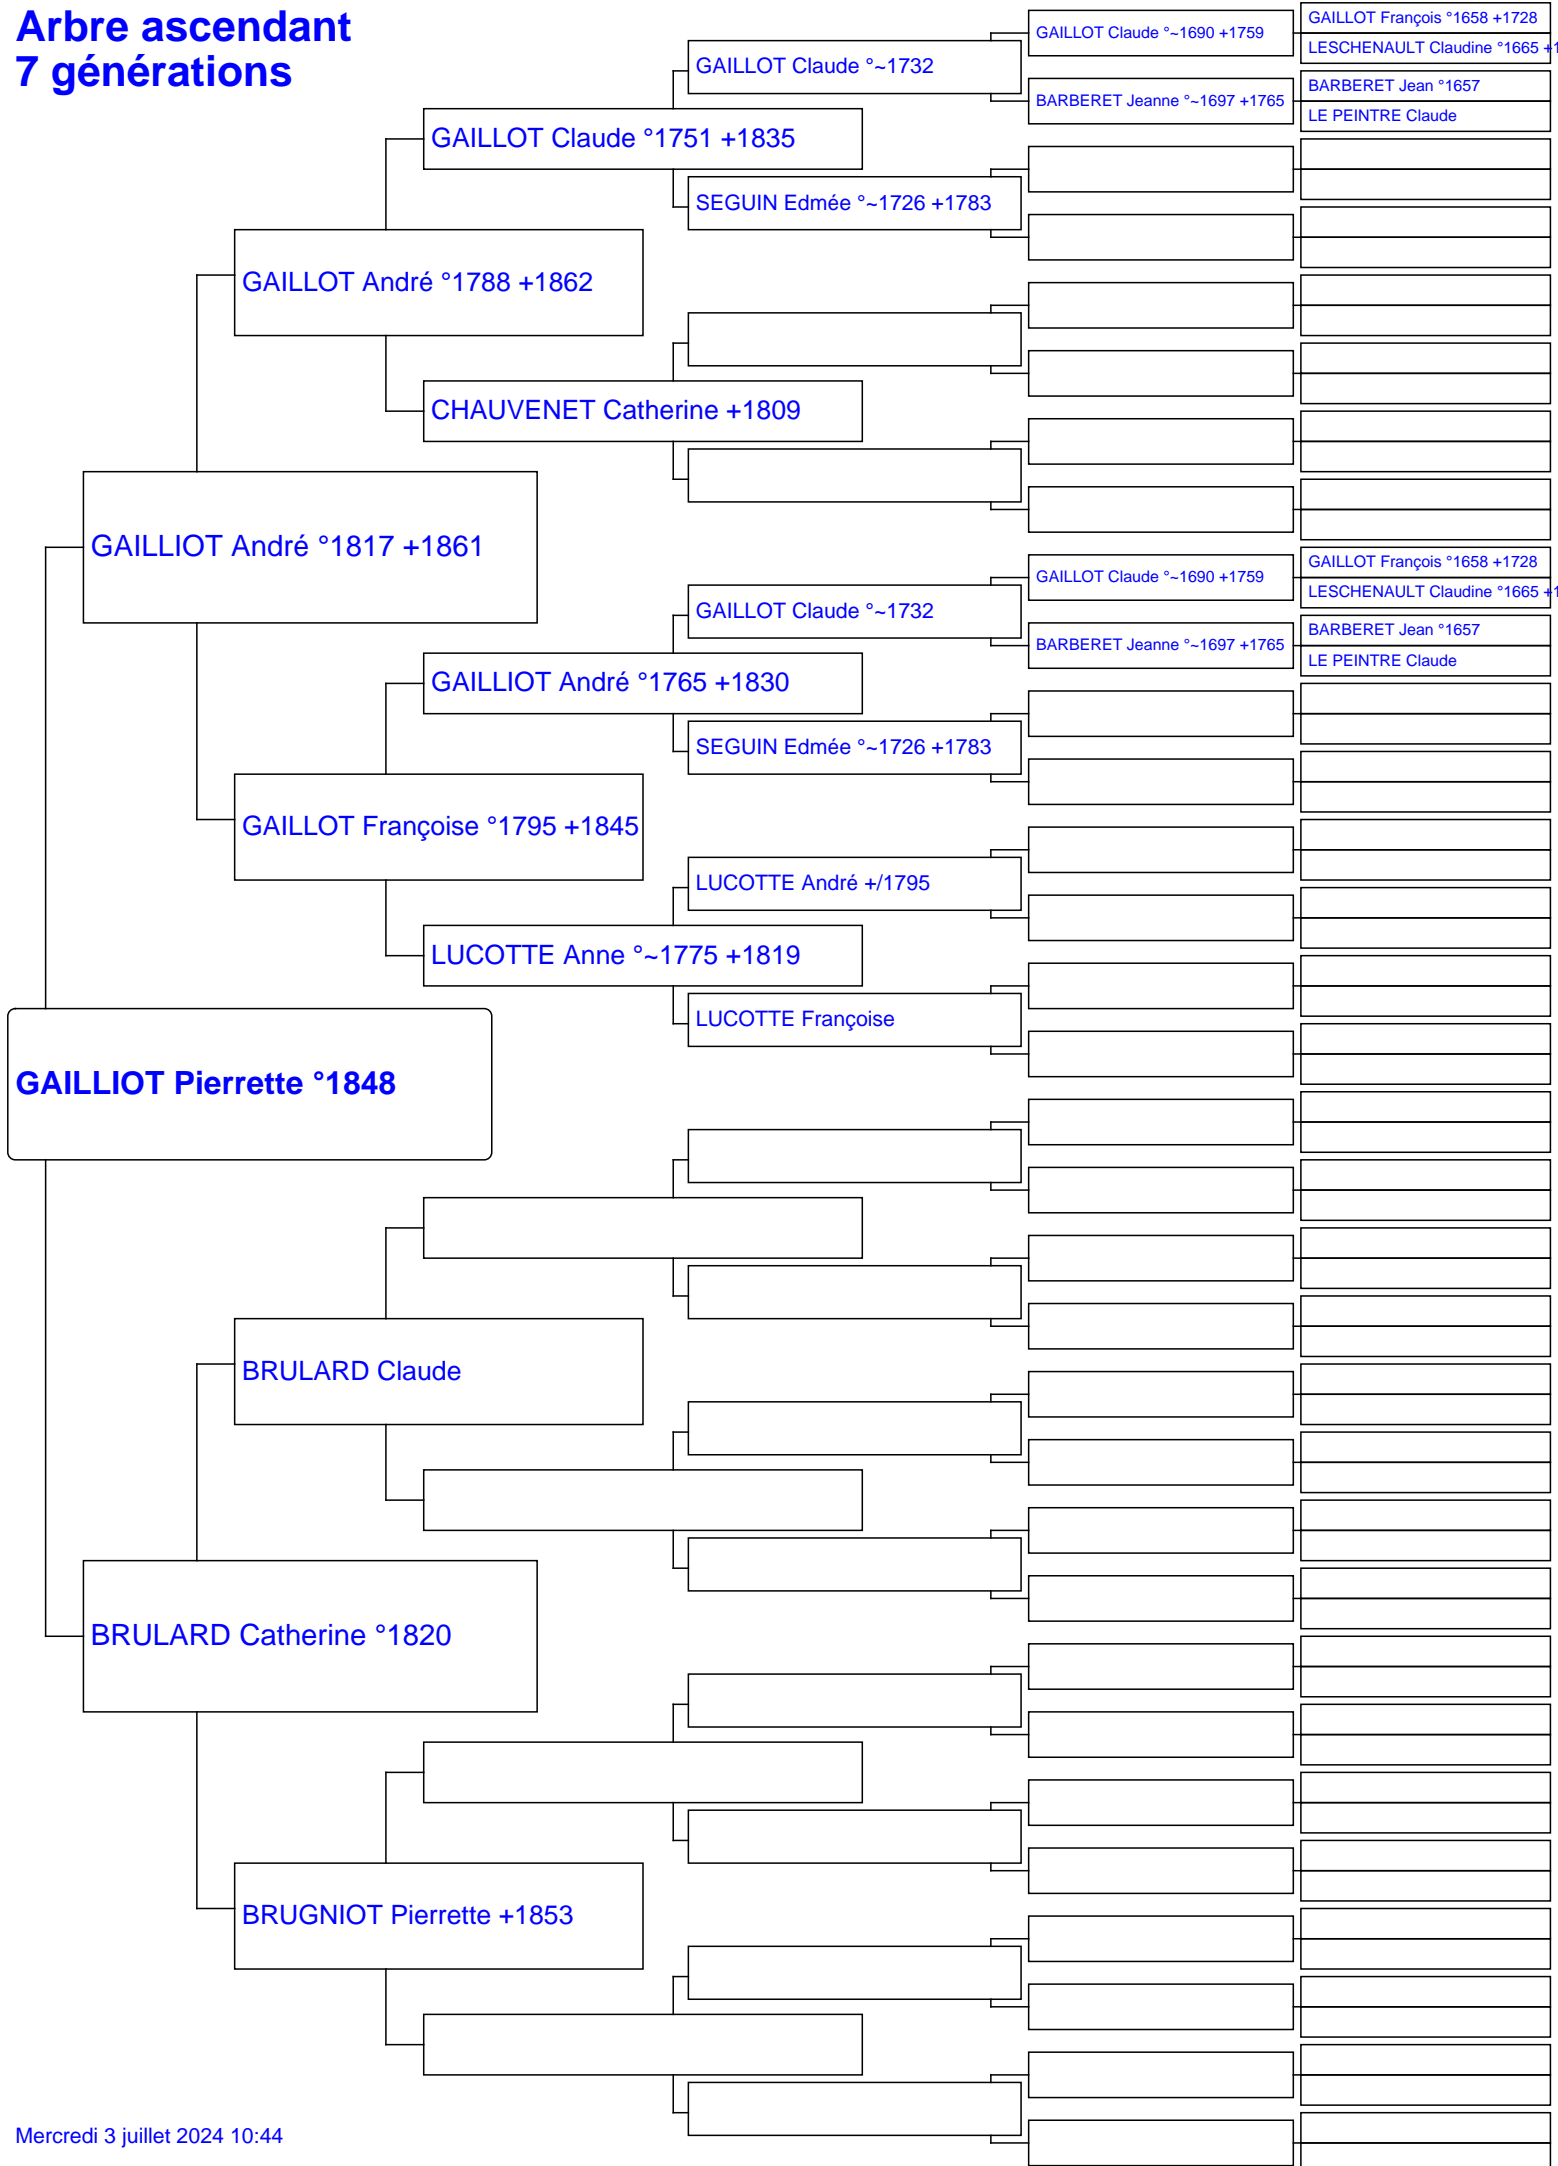 Arbre ascendant
7 générations
GAILLOT Claude °~1690 +1759
GAILLOT François °1658 +1728
LESCHENAULT Claudine °1665 +1
GAILLOT Claude °~1732
BARBERET Jeanne °~1697 +1765
BARBERET Jean °1657
LE PEINTRE Claude
GAILLOT Claude °1751 +1835
SEGUIN Edmée °~1726 +1783
GAILLOT André °1788 +1862
CHAUVENET Catherine +1809
GAILLIOT André °1817 +1861
GAILLOT Claude °~1690 +1759
GAILLOT François °1658 +1728
LESCHENAULT Claudine °1665 +1
GAILLOT Claude °~1732
BARBERET Jeanne °~1697 +1765
BARBERET Jean °1657
LE PEINTRE Claude
GAILLIOT André °1765 +1830
SEGUIN Edmée °~1726 +1783
GAILLOT Françoise °1795 +1845
LUCOTTE André +/1795
LUCOTTE Anne °~1775 +1819
LUCOTTE Françoise
GAILLIOT Pierrette °1848
BRULARD Claude
BRULARD Catherine °1820
BRUGNIOT Pierrette +1853
Mercredi 3 juillet 2024 10:44